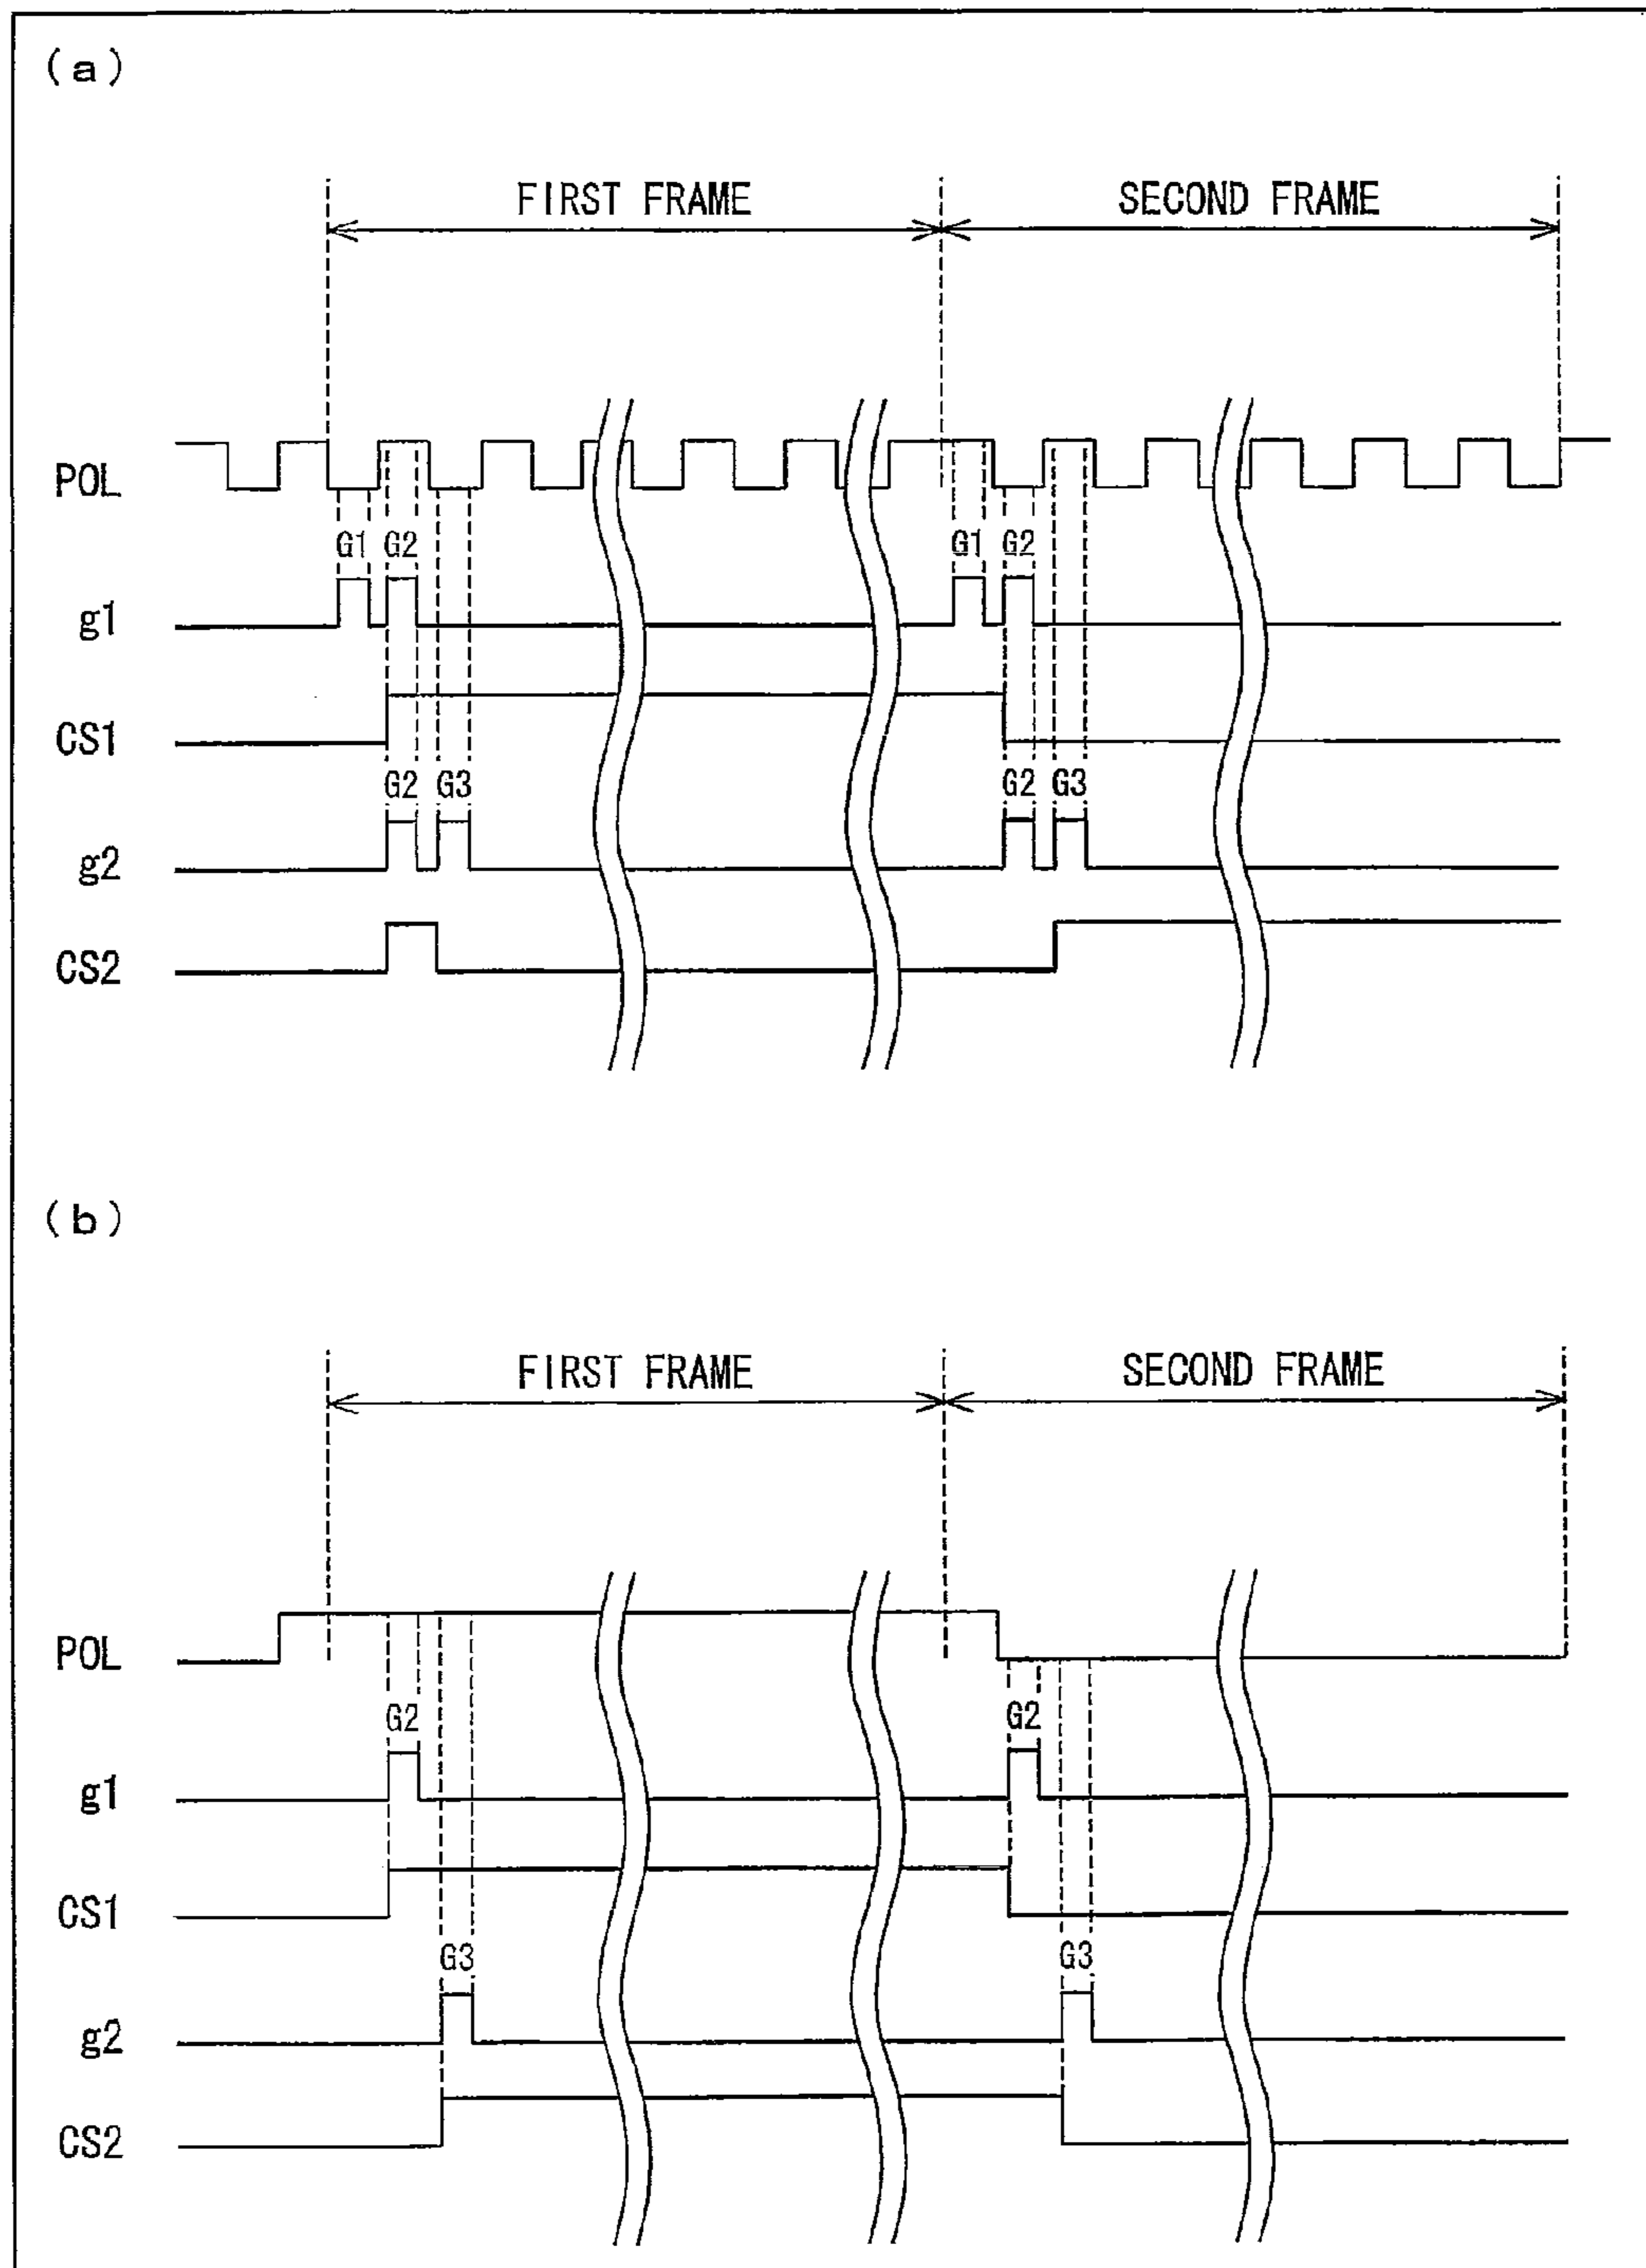 (a)
FIRST FRAME SECOND FRAME
POL
G1 G2 G1 G2
g1
CS1
G2 G3 G2 G3
g2
CS2
(b)
FIRST FRAME SECOND FRAME
POL
G2 G2
g1
CS1
G3 G3
g2
CS2